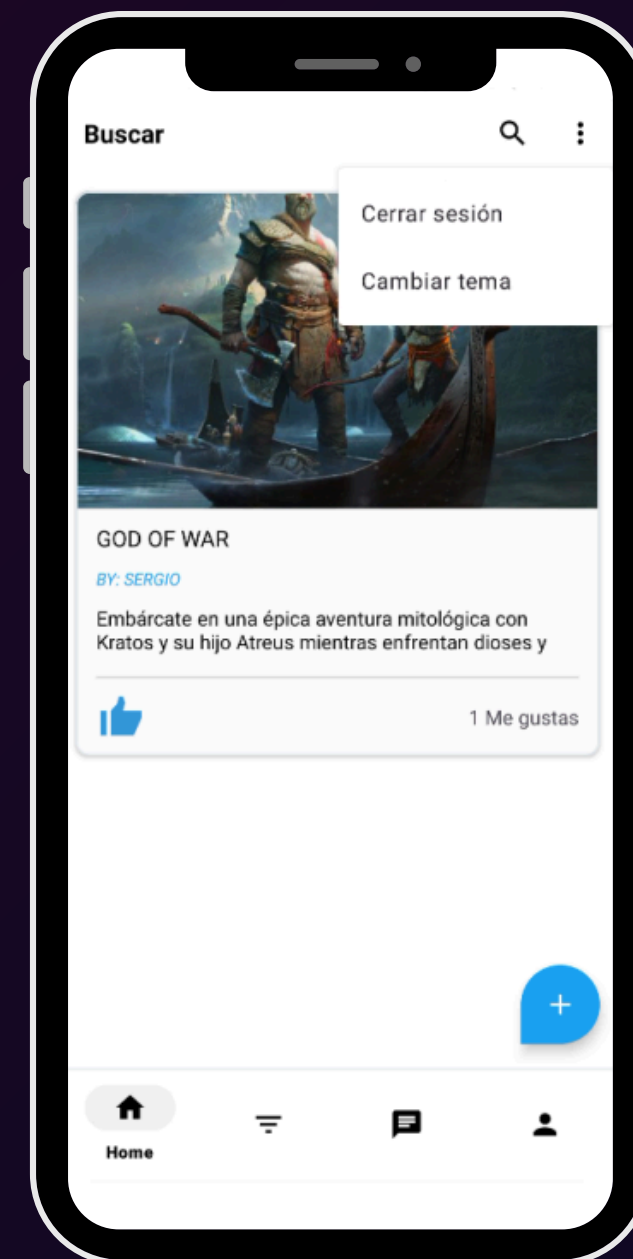 Buscar
Cerrar sesión
Cambiar tema
GOD OF WAR
BY: SERGIO
Embárcate en una épica aventura mitológica con
Kratos y su hijo Atreus mientras enfrentan dioses y
1 Me gustas
Home